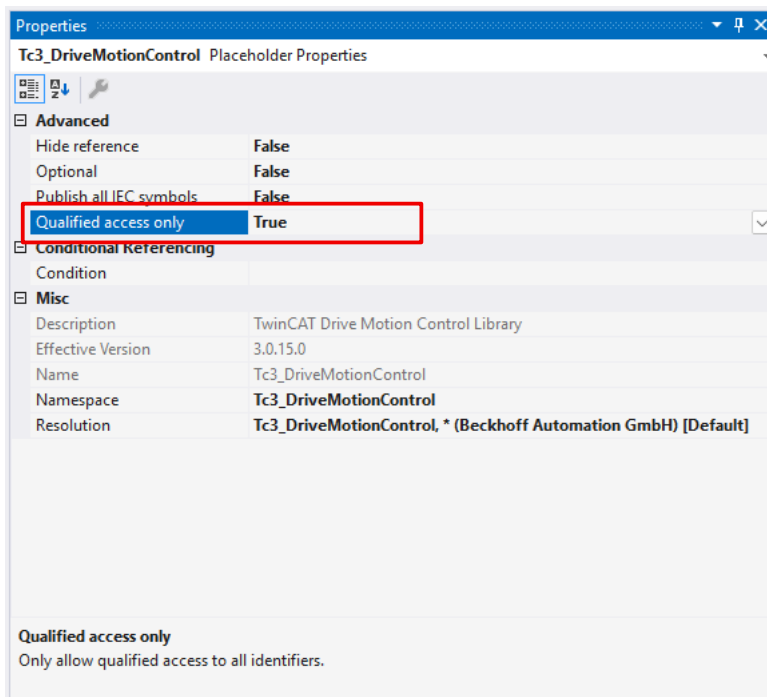 Properties
Tc3_DriveMotionControl Placeholder Properties
Advanced
Hide reference False
Optional False
Publish all IEC symbols False
Qualified access only True
Conditional Referencing
Condition
Misc
Description TwinCAT Drive Motion Control Library
Effective Version 3.0.15.0
Name Tc3_DriveMotionControl
Namespace Tc3_DriveMotionControl
Resolution Tc3_DriveMotionControl, * (Beckhoff Automation GmbH) [Default]
Qualified access only
Only allow qualified access to all identifiers.